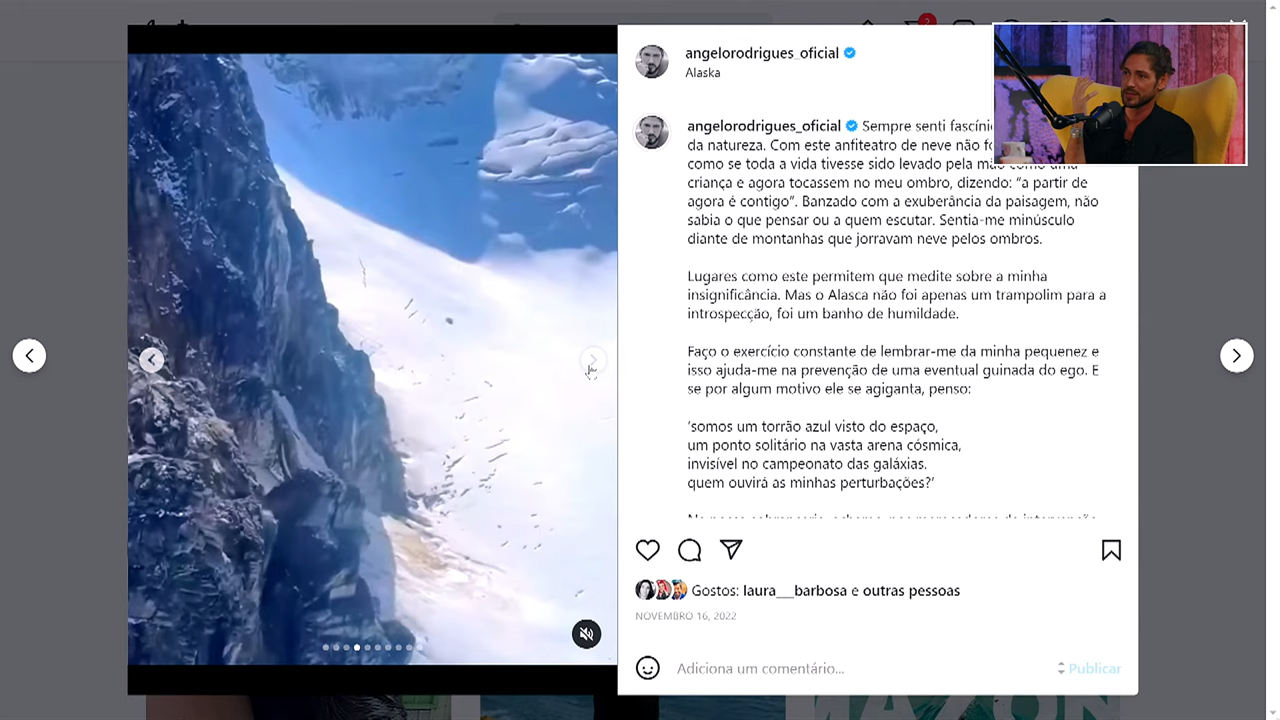 2
angelorodrigues_oficial
Alaska
angelorodrigues_oficial Sempre senti
da natureza. Com este anfiteatro de neve não
como se toda a vida tivesse sido levado pela
criança e agora tocassem no meu ombro, dizendo: “a partir de
agora é contigo”. Banzado com a exuberância da paisagem, não
sabia o que pensar ou a quem escutar. Sentia-me minúsculo
diante de montanhas que jorravam neve pelos ombros.
Lugares como este permitem que medite sobre a minha
insignificância. Mas o Alasca não foi apenas um trampolim para a
introspecção, foi um banho de humildade.
Faço o exercício constante de lembrar-me da minha pequenez e
isso ajuda-me na prevenção de uma eventual guinada do ego. E
se por algum motivo ele se agiganta, penso:
‘somos um torrão azul visto do espaço,
um ponto solitário na vasta arena cósmica,
invisível no campeonato das galáxias.
quem ouvirá as minhas perturbações?’
Gostos: laura___barbosa e outras pessoas
NOVEMBRO 16, 2022
Adiciona um comentário...
Publicar